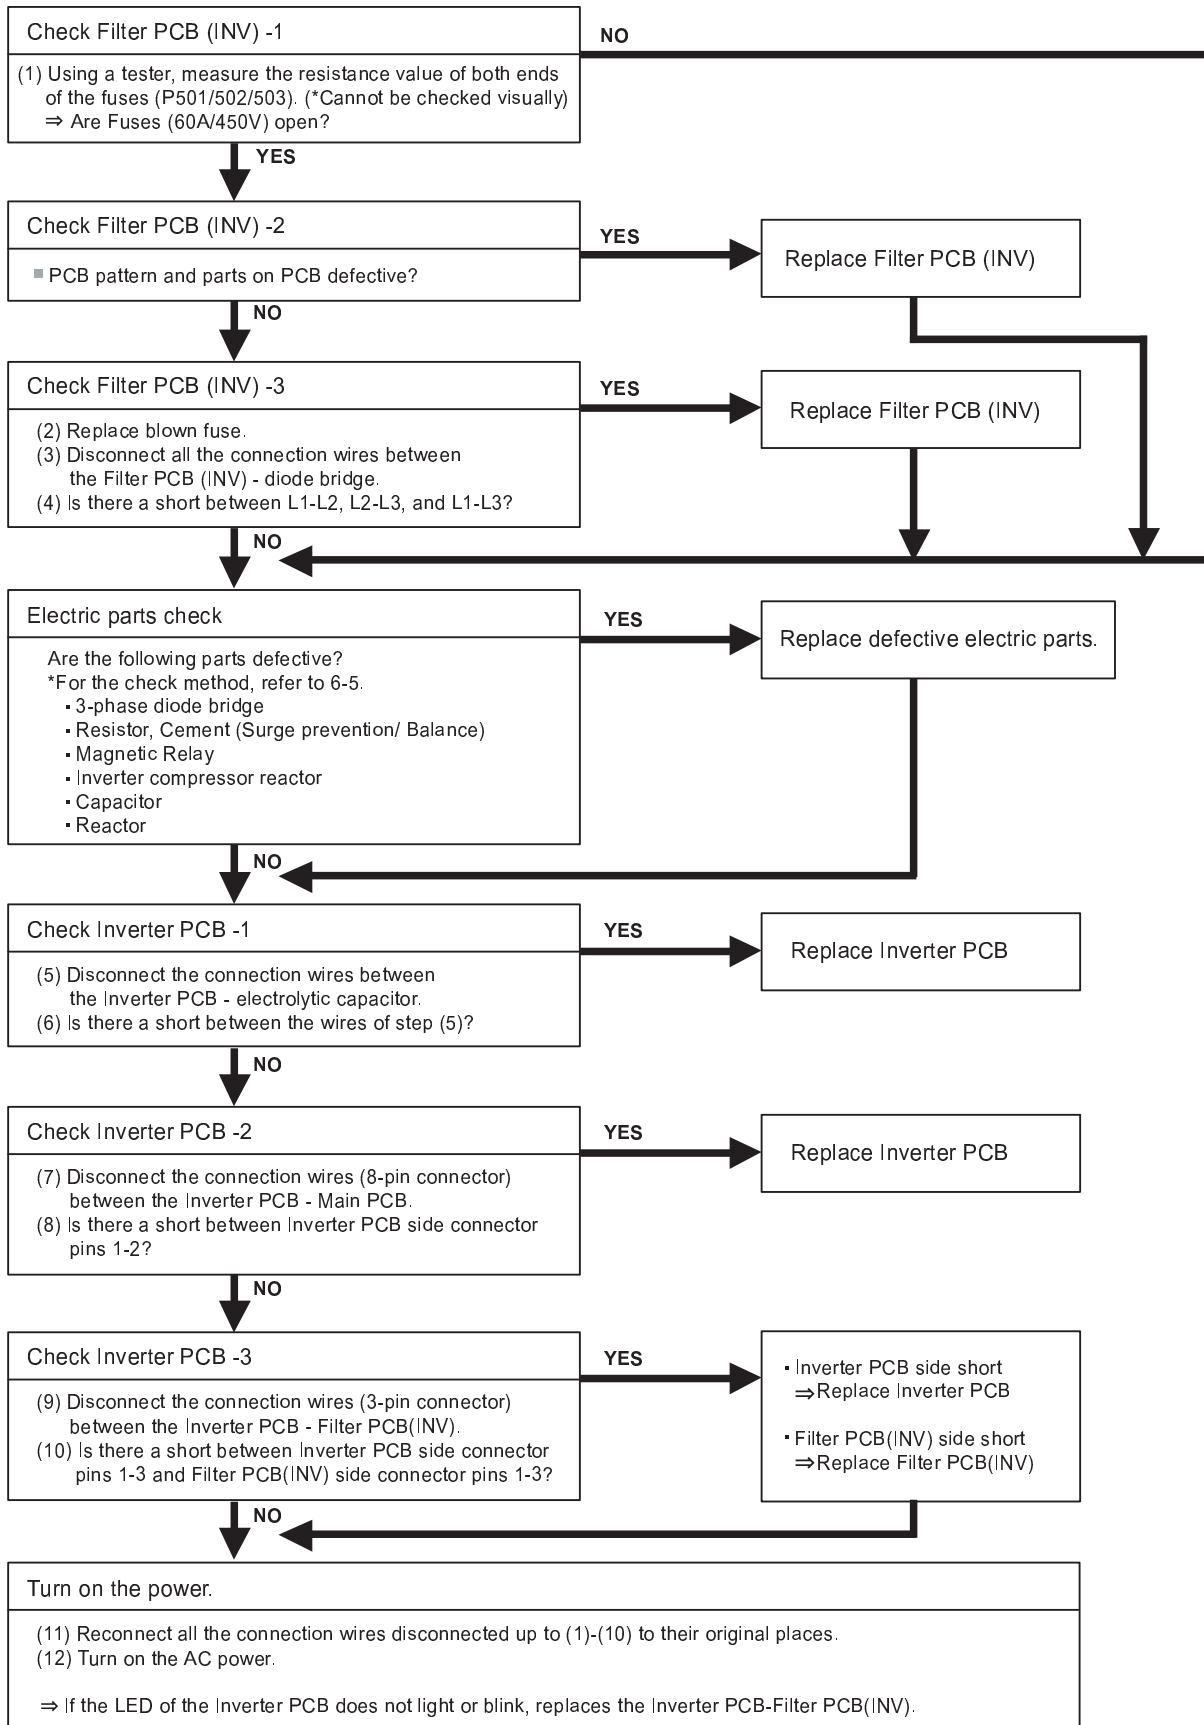 Check Filter PCB (INV) -1
NO
(1) Using a tester, measure the resistance value of both ends
of the fuses (P501/502/503). (*Cannot be checked visually)
⇒ Are Fuses (60A/450V) open?
YES
Check Filter PCB (INV) -2
YES
Replace Filter PCB (INV)
■ PCB pattern and parts on PCB defective?
NO
Check Filter PCB (INV) -3
YES
Replace Filter PCB (INV)
(2) Replace blown fuse.
(3) Disconnect all the connection wires between
the Filter PCB (INV) - diode bridge.
(4) Is there a short between L1-L2, L2-L3, and L1-L3?
NO
Electric parts check
YES
Replace defective electric parts.
Are the following parts defective?
*For the check method, refer to 6-5.
▪ 3-phase diode bridge
▪ Resistor, Cement (Surge prevention/ Balance)
▪ Magnetic Relay
▪ Inverter compressor reactor
▪ Capacitor
▪ Reactor
NO
Check Inverter PCB -1
YES
Replace Inverter PCB
(5) Disconnect the connection wires between
the Inverter PCB - electrolytic capacitor.
(6) Is there a short between the wires of step (5)?
NO
Check Inverter PCB -2
YES
Replace Inverter PCB
(7) Disconnect the connection wires (8-pin connector)
between the Inverter PCB - Main PCB.
(8) Is there a short between Inverter PCB side connector
pins 1-2?
NO
Check Inverter PCB -3
YES
(9) Disconnect the connection wires (3-pin connector)
between the Inverter PCB - Filter PCB(INV).
(10) Is there a short between Inverter PCB side connector
pins 1-3 and Filter PCB(INV) side connector pins 1-3?
▪ Inverter PCB side short
⇒Replace Inverter PCB
▪ Filter PCB(INV) side short
⇒Replace Filter PCB(INV)
NO
Turn on the power.
(11) Reconnect all the connection wires disconnected up to (1)-(10) to their original places.
(12) Turn on the AC power.
⇒ If the LED of the Inverter PCB does not light or blink, replaces the Inverter PCB-Filter PCB(INV).